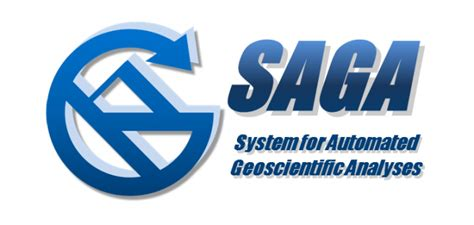 SAGA
System for Automated
Geoscientific Analyses